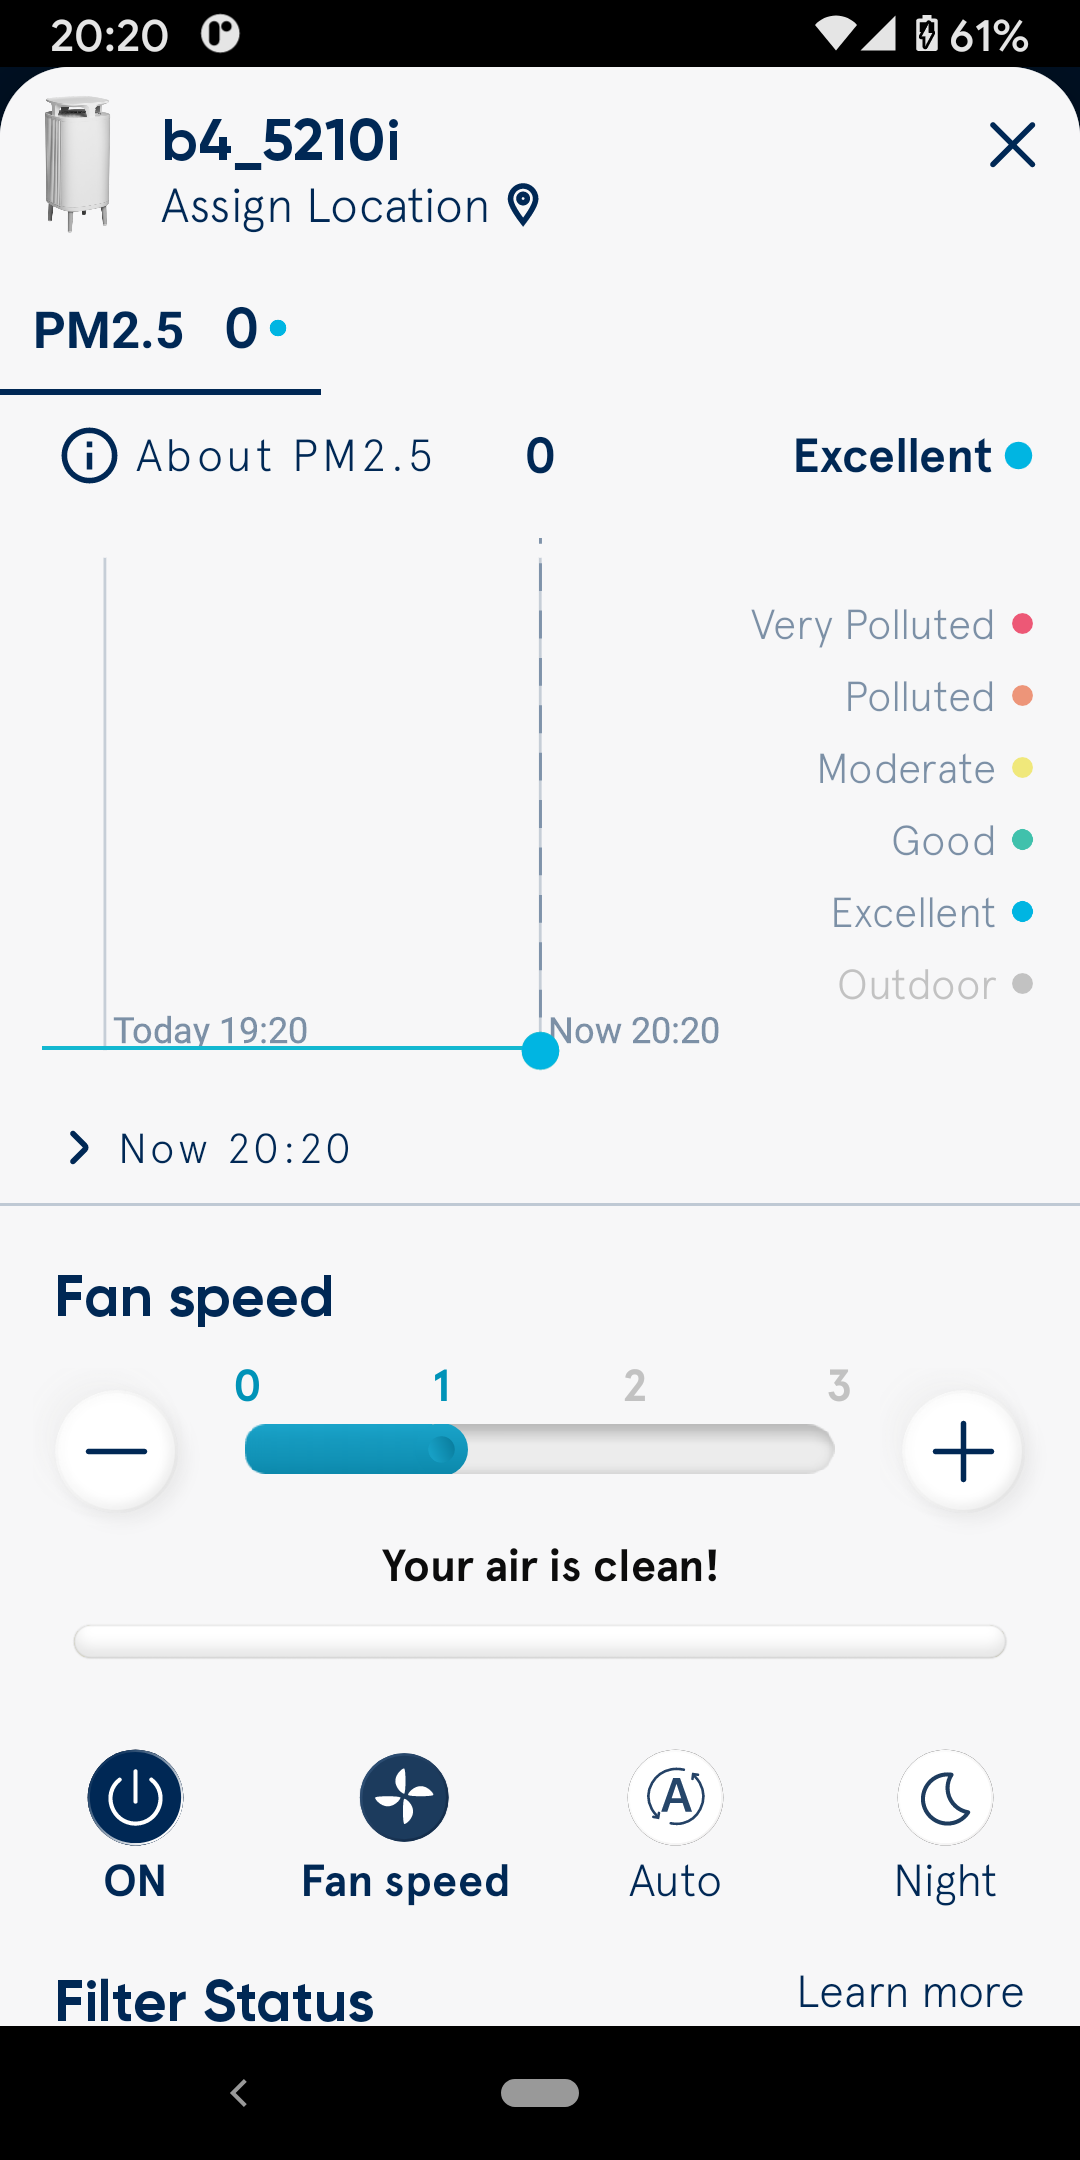 20:20 61%
b4_5210i
Assign Location
PM2.5 0
About PM2.5 0 Excellent
Very Polluted
Polluted
Moderate
Good
Excellent
Outdoor
Today 19:20 Now 20:20
Now 20:20
Fan speed
0 1 2 3
Your air is clean!
A
ON Fan speed Auto Night
Filter Status Learn more